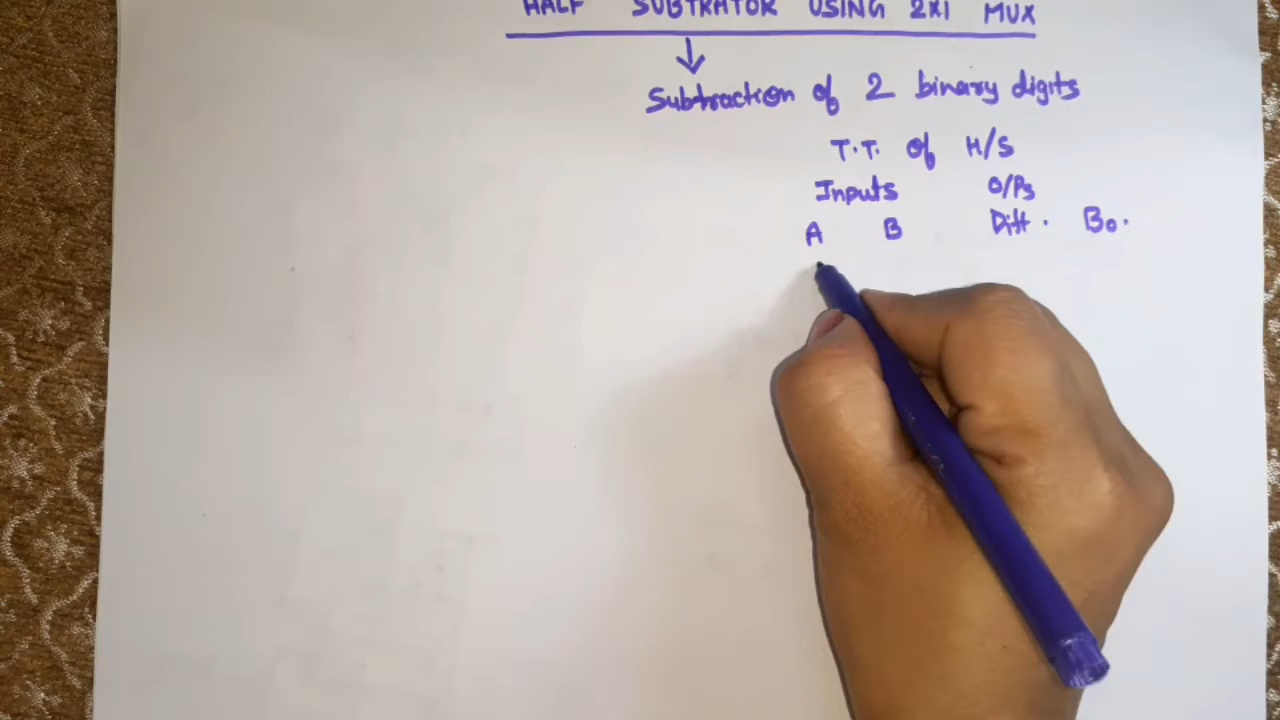 HALF SUBTRATOR USING 2X1 MUX
Subtraction of 2 binary digits
T.T. of H/S
Inputs O/Ps
A B Diff. Bo.